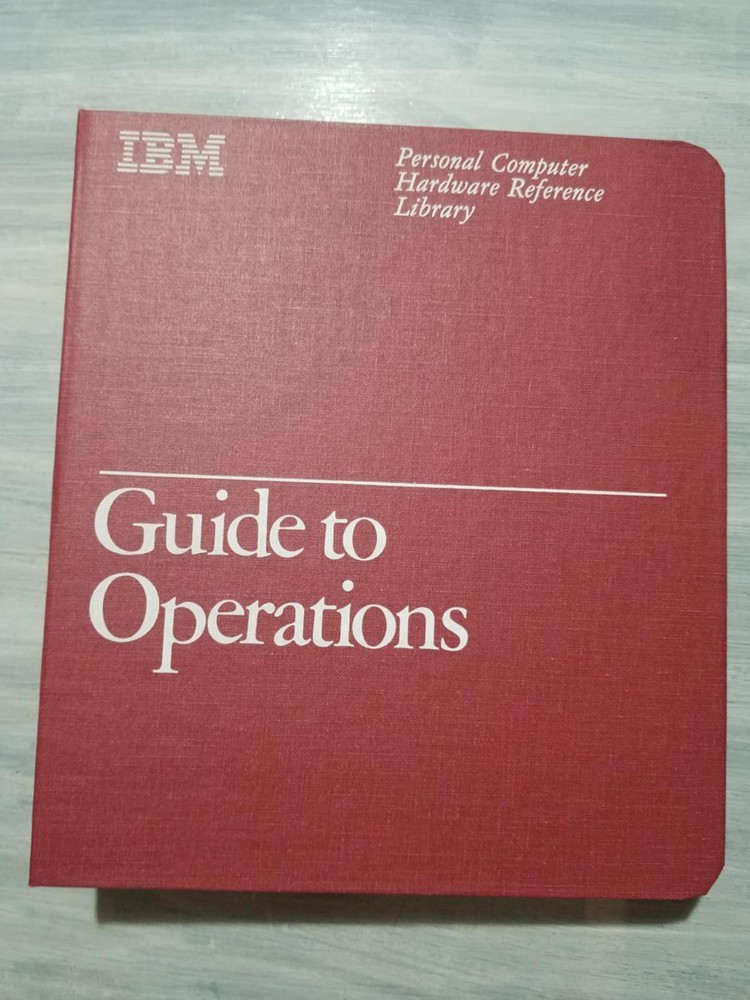 IBM
Personal Computer
Hardware Reference
Library
Guide to
Operations